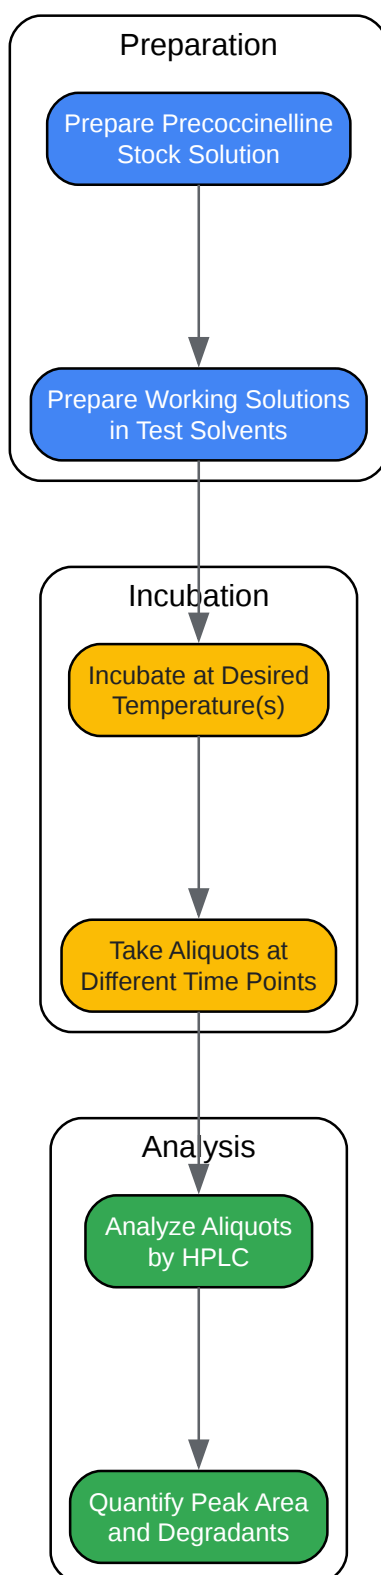 Preparation
Prepare Precoccinelline
Stock Solution
Prepare Working Solutions
in Test Solvents
Incubation
Incubate at Desired
Temperature(s)
Take Aliquots at
Different Time Points
Analysis
Analyze Aliquots
by HPLC
Quantify Peak Area
and Degradants